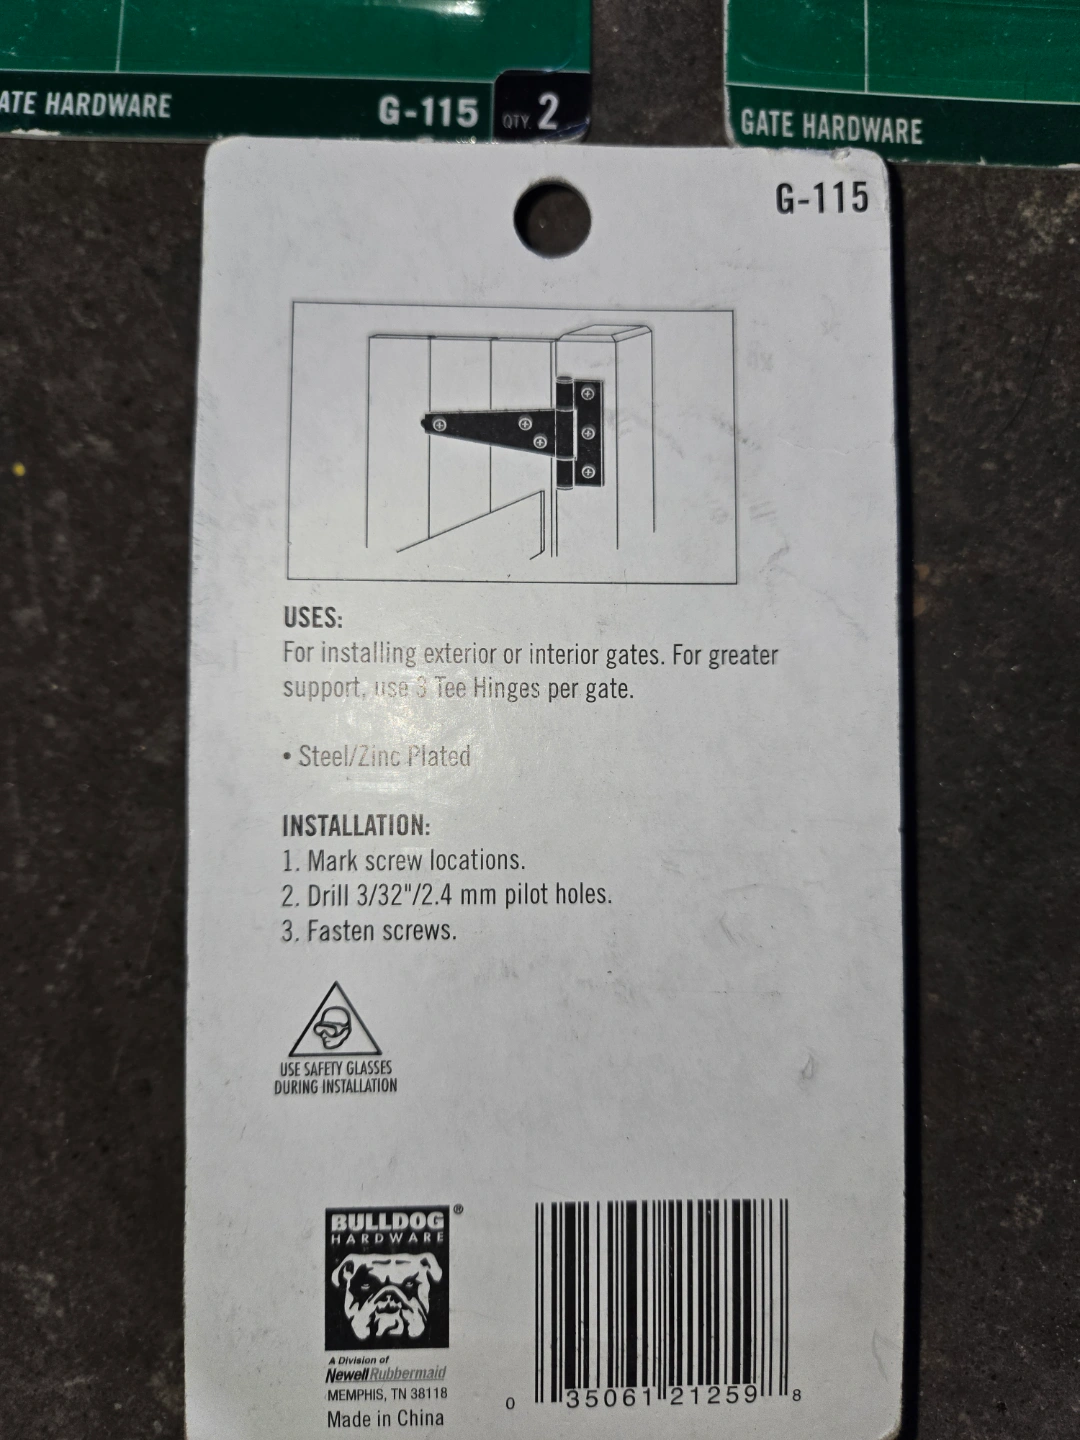 ATE HARDWARE G-115 QTY. 2
GATE HARDWARE
G-115
USES:
For installing exterior or interior gates. For greater
support, use 3 Tee Hinges per gate.
• Steel/Zinc Plated
INSTALLATION:
1. Mark screw locations.
2. Drill 3/32"/2.4 mm pilot holes.
3. Fasten screws.
USE SAFETY GLASSES
DURING INSTALLATION
BULLDOG®
HARDWARE
A Division of
NewellRubbermaid
MEMPHIS, TN 38118
Made in China
0 35061 21259 8